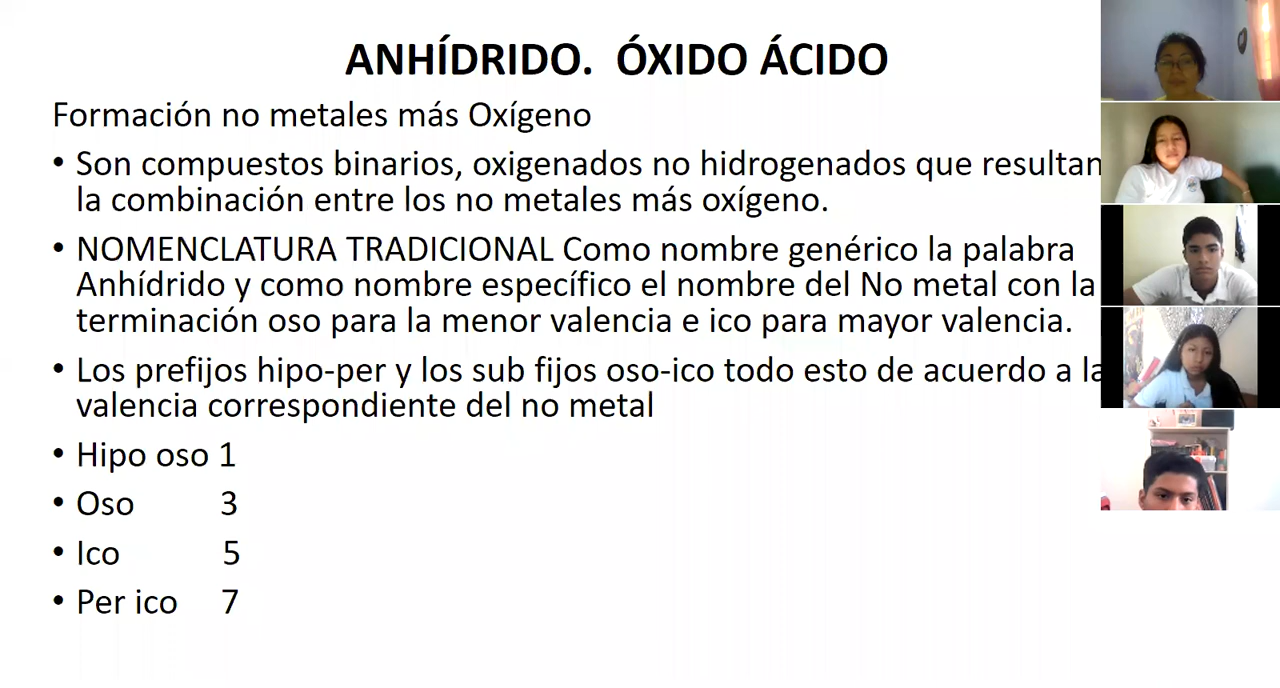 ANHÍDRIDO. ÓXIDO ÁCIDO
Formación no metales más Oxígeno
• Son compuestos binarios, oxigenados no hidrogenados que resultan
la combinación entre los no metales más oxígeno.
• NOMENCLATURA TRADICIONAL Como nombre genérico la palabra
Anhídrido y como nombre específico el nombre del No metal con la
terminación oso para la menor valencia e ico para mayor valencia.
• Los prefijos hipo-per y los sub fijos oso-ico todo esto de acuerdo a la
valencia correspondiente del no metal
• Hipo oso 1
• Oso 3
• Ico 5
• Per ico 7